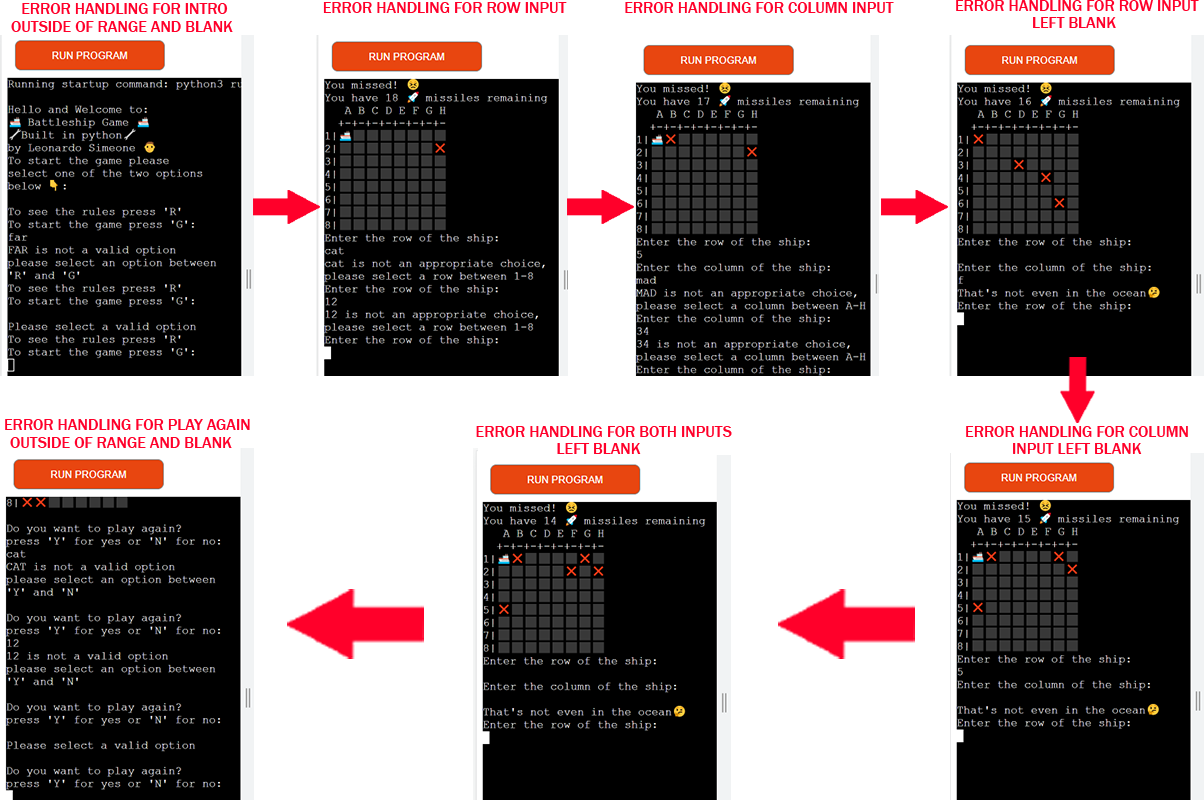 ERROR HANDLING FOR INTRO
OUTSIDE OF RANGE AND BLANK
RUN PROGRAM
Running startup command: python3 ru
Hello and Welcome to:
🚢 Battleship Game 🚢
🔧Built in python🔧
by Leonardo Simeone 👨
To start the game please
select one of the two options
below 👇:
To see the rules press 'R'
To start the game press 'G':
far
FAR is not a valid option
please select an option between
'R' and 'G'
To see the rules press 'R'
To start the game press 'G':
Please select a valid option
To see the rules press 'R'
To start the game press 'G':
ERROR HANDLING FOR ROW INPUT
RUN PROGRAM
You missed! 😣
You have 18 🚀 missiles remaining
A B C D E F G H
+-+-+-+-+-+-+-+-
1|🚢
2| ❌
3|
4|
5|
6|
7|
8|
Enter the row of the ship:
cat
cat is not an appropriate choice,
please select a row between 1-8
Enter the row of the ship:
12
12 is not an appropriate choice,
please select a row between 1-8
Enter the row of the ship:
ERROR HANDLING FOR COLUMN INPUT
RUN PROGRAM
You missed! 😣
You have 17 🚀 missiles remaining
A B C D E F G H
+-+-+-+-+-+-+-+-
1|🚢❌
2| ❌
3|
4|
5|
6|
7|
8|
Enter the row of the ship:
5
Enter the column of the ship:
mad
MAD is not an appropriate choice,
please select a column between A-H
Enter the column of the ship:
34
34 is not an appropriate choice,
please select a column between A-H
Enter the column of the ship:
ERROR HANDLING FOR ROW INPUT
LEFT BLANK
RUN PROGRAM
You missed! 😣
You have 16 🚀 missiles remaining
A B C D E F G H
+-+-+-+-+-+-+-+-
1|❌
2|
3| ❌
4| ❌
5|
6| ❌
7|
8|
Enter the row of the ship:
Enter the column of the ship:
f
That's not even in the ocean🤔
Enter the row of the ship:
ERROR HANDLING FOR COLUMN
INPUT LEFT BLANK
RUN PROGRAM
You missed! 😣
You have 15 🚀 missiles remaining
A B C D E F G H
+-+-+-+-+-+-+-+-
1|🚢❌ ❌
2| ❌
3|
4|
5|❌
6|
7|
8|
Enter the row of the ship:
5
Enter the column of the ship:
That's not even in the ocean🤔
Enter the row of the ship:
ERROR HANDLING FOR BOTH INPUTS
LEFT BLANK
RUN PROGRAM
You missed! 😣
You have 14 🚀 missiles remaining
A B C D E F G H
+-+-+-+-+-+-+-+-
1|🚢❌ ❌
2| ❌ ❌
3|
4|
5|❌
6|
7|
8|
Enter the row of the ship:
Enter the column of the ship:
That's not even in the ocean🤔
Enter the row of the ship:
ERROR HANDLING FOR PLAY AGAIN
OUTSIDE OF RANGE AND BLANK
RUN PROGRAM
8|❌❌
Do you want to play again?
press 'Y' for yes or 'N' for no:
cat
CAT is not a valid option
please select an option between
'Y' and 'N'
Do you want to play again?
press 'Y' for yes or 'N' for no:
12
12 is not a valid option
please select an option between
'Y' and 'N'
Do you want to play again?
press 'Y' for yes or 'N' for no:
Please select a valid option
Do you want to play again?
press 'Y' for yes or 'N' for no: